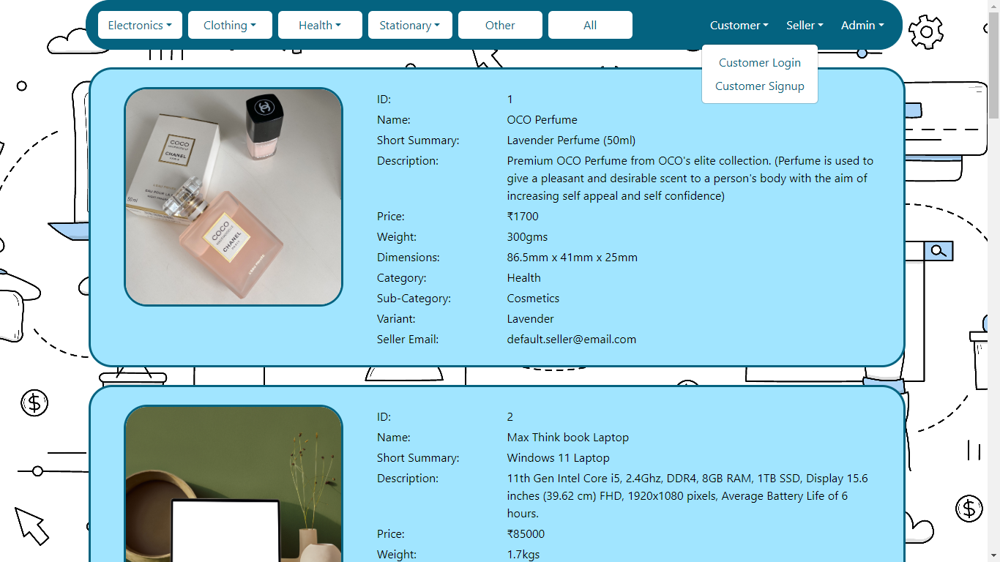 Electronics Clothing Health Stationary Other All Customer Seller Admin
Customer Login
Customer Signup
COCO
MADEMOISELLE
CHANEL
PARIS
50 ml
COCO
MADEMOISELLE
CHANEL
PARIS
ID: 1
Name: OCO Perfume
Short Summary: Lavender Perfume (50ml)
Description: Premium OCO Perfume from OCO's elite collection. (Perfume is used to
give a pleasant and desirable scent to a person's body with the aim of
increasing self appeal and self confidence)
Price: ₹1700
Weight: 300gms
Dimensions: 86.5mm x 41mm x 25mm
Category: Health
Sub-Category: Cosmetics
Variant: Lavender
Seller Email: default.seller@email.com
ID: 2
Name: Max Think book Laptop
Short Summary: Windows 11 Laptop
Description: 11th Gen Intel Core i5, 2.4Ghz, DDR4, 8GB RAM, 1TB SSD, Display 15.6
inches (39.62 cm) FHD, 1920x1080 pixels, Average Battery Life of 6
hours.
Price: ₹85000
Weight: 1.7kgs